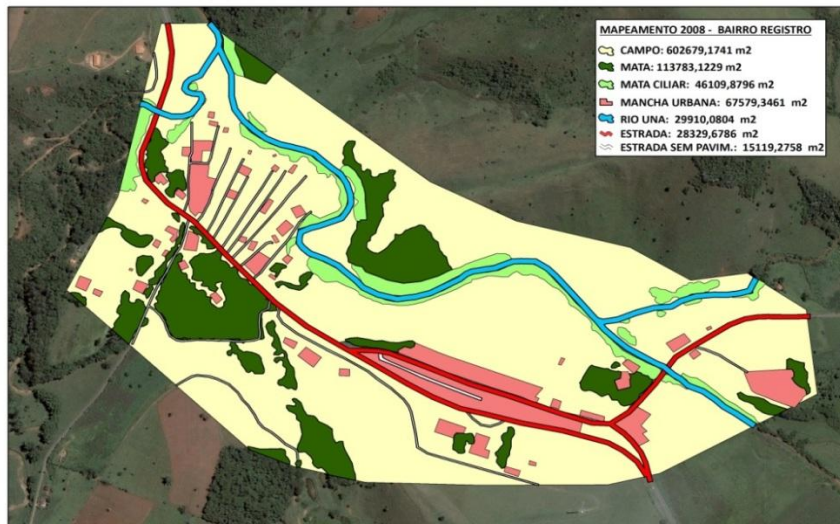 MAPEAMENTO 2008 - BAIRRO REGISTRO
CAMPO: 602679,1741 m2
MATA: 113783,1229 m2
MATA CILIAR: 46109,8796 m2
MANCHA URBANA: 67579,3461 m2
RIO UNA: 29910,0804 m2
ESTRADA: 28329,6786 m2
ESTRADA SEM PAVIM.: 15119,2758 m2